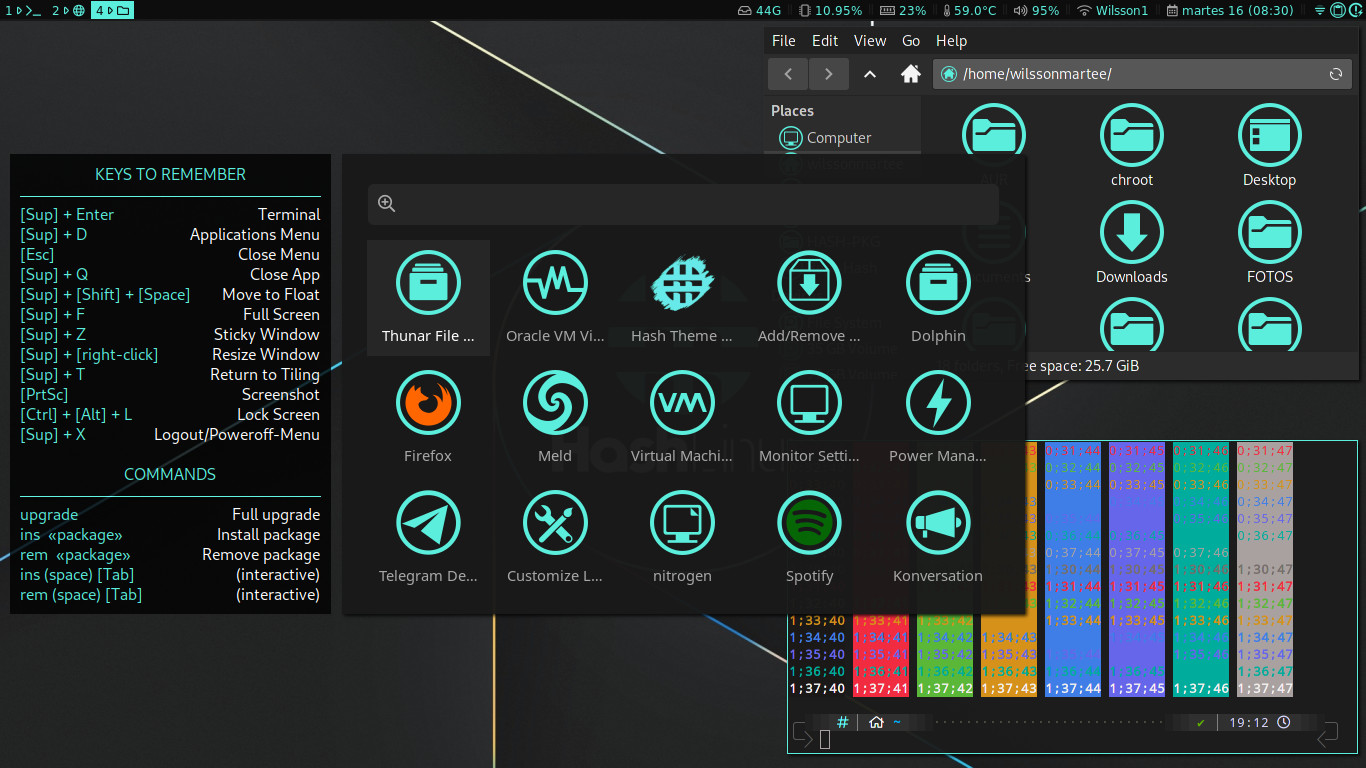 1 2 4 44G 10.95% 23% 59.0°C 95% Wilsson1 martes 16 (08:30)
File Edit View Go Help
/home/wilssonmartee/
Places
Computer
chroot Desktop
Downloads FOTOS
Free space: 25.7 GiB
KEYS TO REMEMBER
[Sup] + Enter Terminal
[Sup] + D Applications Menu
[Esc] Close Menu
[Sup] + Q Close App
[Sup] + [Shift] + [Space] Move to Float
[Sup] + F Full Screen
[Sup] + Z Sticky Window
[Sup] + [right-click] Resize Window
[Sup] + T Return to Tiling
[PrtSc] Screenshot
[Ctrl] + [Alt] + L Lock Screen
[Sup] + X Logout/Poweroff-Menu
COMMANDS
upgrade Full upgrade
ins «package» Install package
rem «package» Remove package
ins (space) [Tab] (interactive)
rem (space) [Tab] (interactive)
Thunar File ... Oracle VM Vi... Hash Theme ... Add/Remove ... Dolphin
Firefox Meld Virtual Machi... Monitor Setti... Power Mana...
Telegram De... Customize L... nitrogen Spotify Konversation
0;31;44 0;31;45 0;31;46 0;31;47
0;32;44 0;32;45 0;32;46 0;32;47
0;33;44 0;33;45 0;33;46 0;33;47
0;34;47
0;35;47
0;36;47
0;37;44 0;37;45 0;37;46
1;30;44 1;30;45 1;30;46 1;30;47
1;31;44 1;31;45 1;31;46 1;31;47
1;32;44 1;32;45 1;32;46 1;32;47
1;33;40 1;33;41 1;33;42 1;33;44 1;33;45 1;33;46 1;33;47
1;34;40 1;34;41 1;34;42 1;34;43 1;34;47
1;35;40 1;35;41 1;35;42 1;35;43 1;35;47
1;36;40 1;36;41 1;36;42 1;36;43 1;36;47
1;37;40 1;37;41 1;37;42 1;37;43 1;37;44 1;37;45 1;37;46 1;37;47
# ~ ✓ 19:12